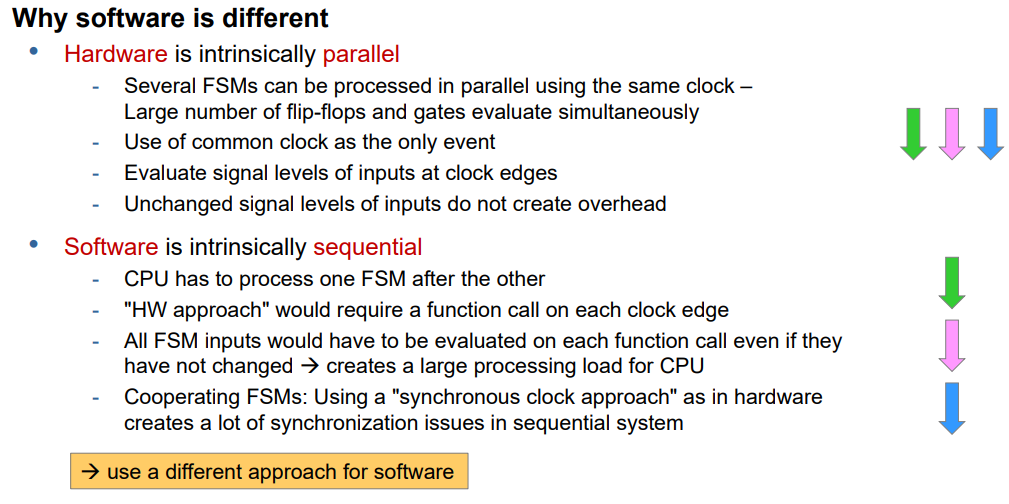 Why software is different
• Hardware is intrinsically parallel
- Several FSMs can be processed in parallel using the same clock –
Large number of flip-flops and gates evaluate simultaneously
- Use of common clock as the only event
- Evaluate signal levels of inputs at clock edges
- Unchanged signal levels of inputs do not create overhead
• Software is intrinsically sequential
- CPU has to process one FSM after the other
- "HW approach" would require a function call on each clock edge
- All FSM inputs would have to be evaluated on each function call even if they
have not changed → creates a large processing load for CPU
- Cooperating FSMs: Using a "synchronous clock approach" as in hardware
creates a lot of synchronization issues in sequential system
→ use a different approach for software